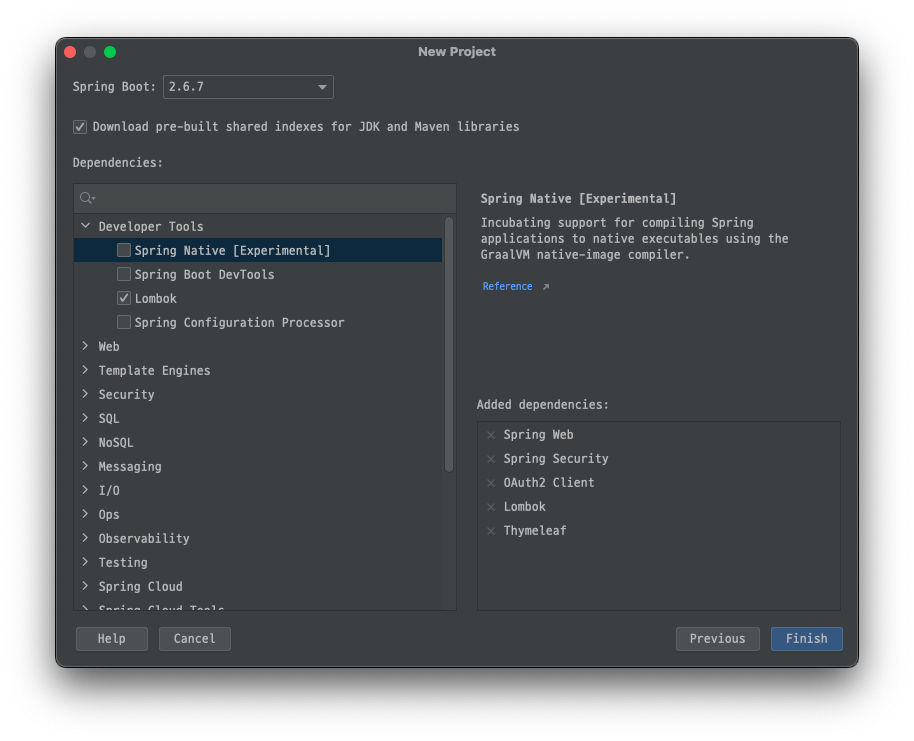 New Project
Spring Boot: 2.6.7
Download pre-built shared indexes for JDK and Maven libraries
Dependencies:
Developer Tools
Spring Native [Experimental]
Spring Boot DevTools
Lombok
Spring Configuration Processor
Web
Template Engines
Security
SQL
NoSQL
Messaging
I/O
Ops
Observability
Testing
Spring Cloud
Spring Cloud Tools
Spring Native [Experimental]
Incubating support for compiling Spring
applications to native executables using the
GraalVM native-image compiler.
Reference
Added dependencies:
Spring Web
Spring Security
OAuth2 Client
Lombok
Thymeleaf
Help Cancel Previous Finish